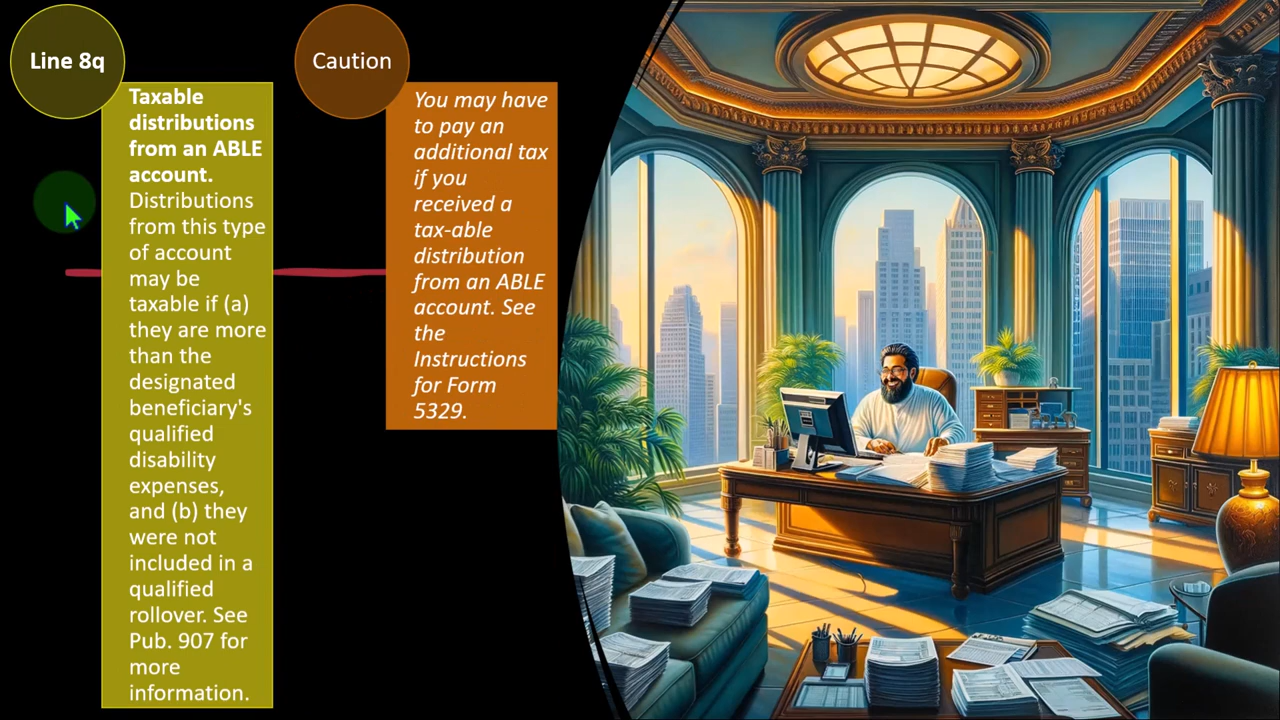 Line 8q
Taxable
distributions
from an ABLE
account.
Distributions
from this type
of account
may be
taxable if (a)
they are more
than the
designated
beneficiary's
qualified
disability
expenses,
and (b) they
were not
included in a
qualified
rollover. See
Pub. 907 for
more
information.
Caution
You may have
to pay an
additional tax
if you
received a
tax-able
distribution
from an ABLE
account. See
the
Instructions
for Form
5329.